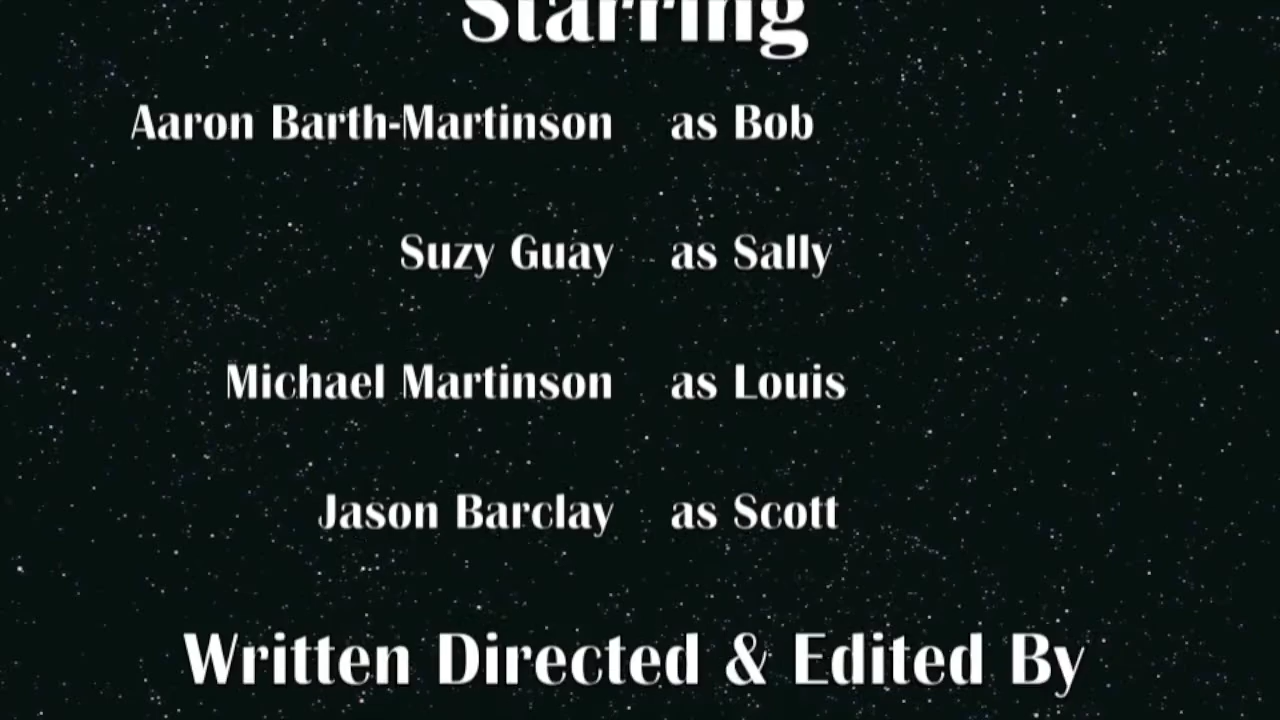 Starring
Aaron Barth-Martinson as Bob
Suzy Guay as Sally
Michael Martinson as Louis
Jason Barclay as Scott
Written Directed & Edited By